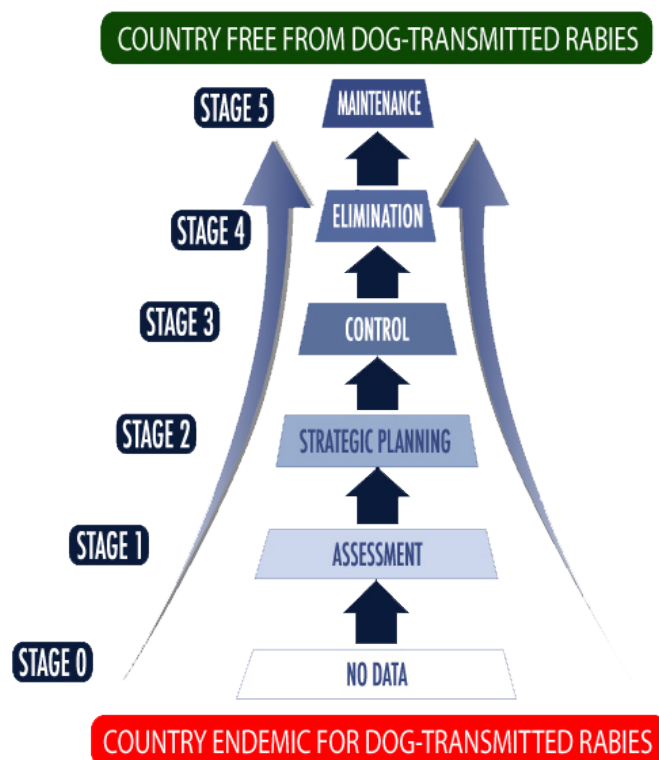 COUNTRY FREE FROM DOG-TRANSMITTED RABIES
STAGE 5
MAINTENANCE
STAGE 4
ELIMINATION
STAGE 3
CONTROL
STAGE 2
STRATEGIC PLANNING
STAGE 1
ASSESSMENT
STAGE 0
NO DATA
COUNTRY ENDEMIC FOR DOG-TRANSMITTED RABIES